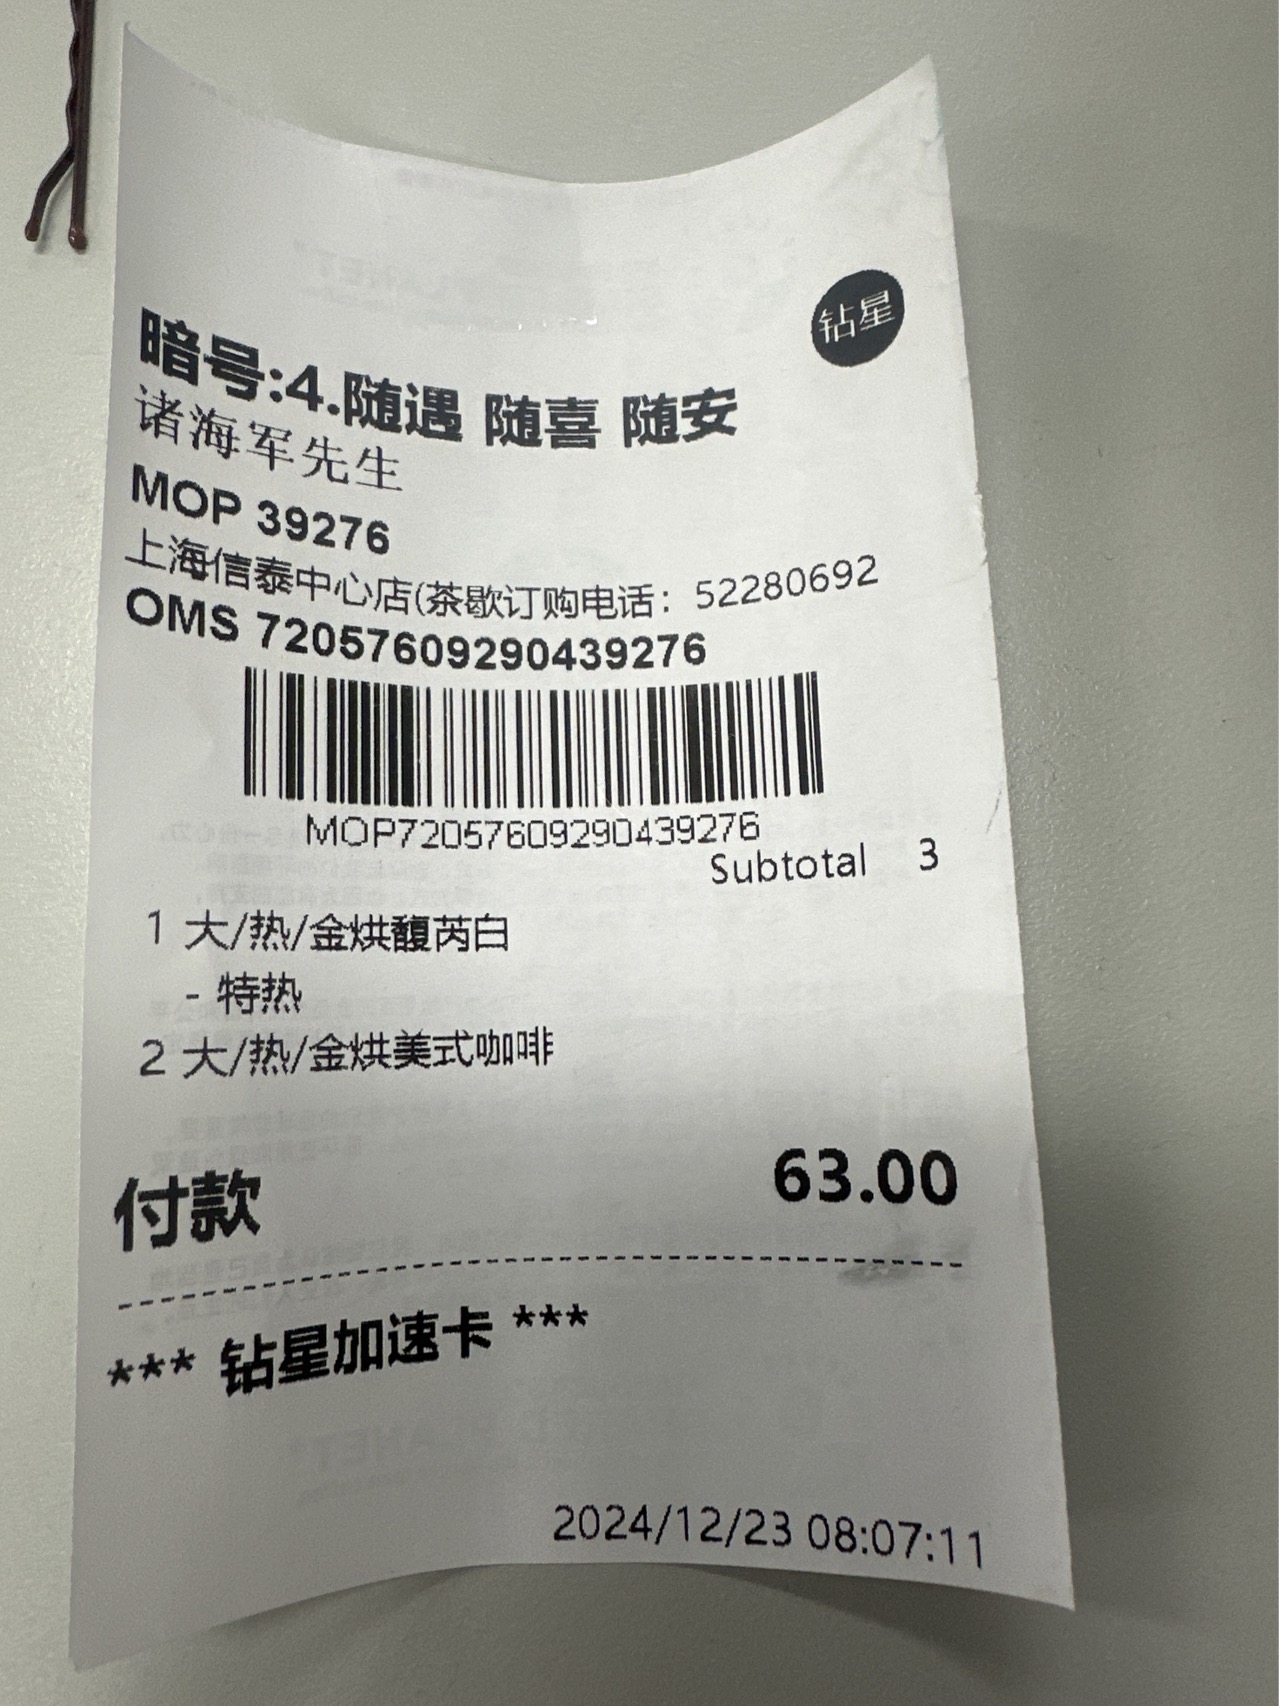 钻星
暗号:4.随遇 随喜 随安
诸海军先生
MOP 39276
上海信泰中心店(茶歇订购电话：52280692
OMS 72057609290439276
MOP72057609290439276
Subtotal 3
1 大/热/金烘馥芮白
- 特热
2 大/热/金烘美式咖啡
付款 63.00
*** 钻星加速卡 ***
2024/12/23 08:07:11